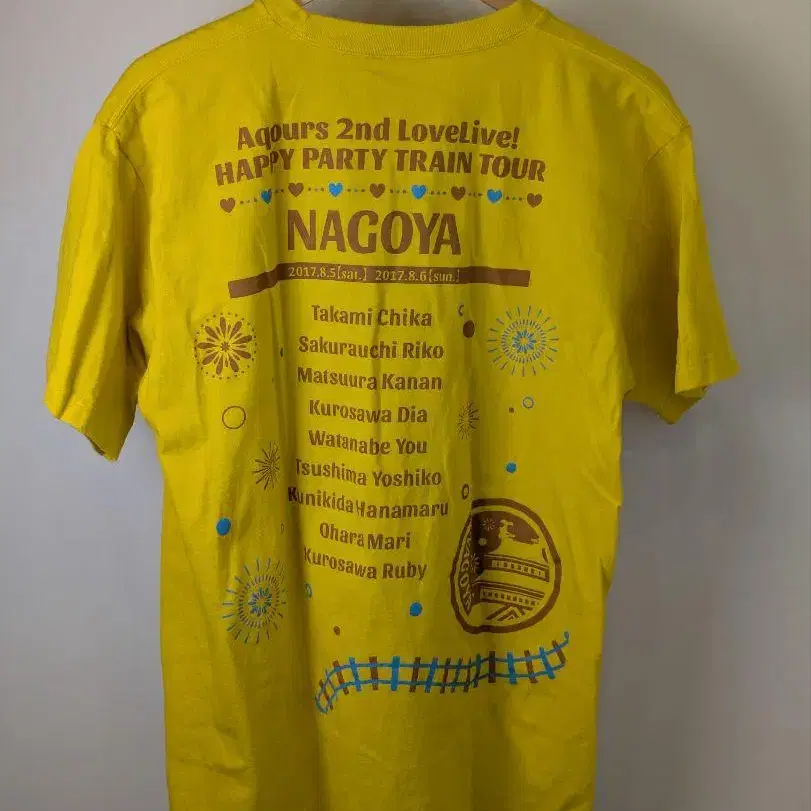 Aqours 2nd LoveLive!
HAPPY PARTY TRAIN TOUR
NAGOYA
2017.8.5[sat.] 2017.8.6[sun.]
Takami Chika
Sakurauchi Riko
Matsuura Kanan
Kurosawa Dia
Watanabe You
Tsushima Yoshiko
Kunikida Hanamaru
Ohara Mari
Kurosawa Ruby
NAGOYA